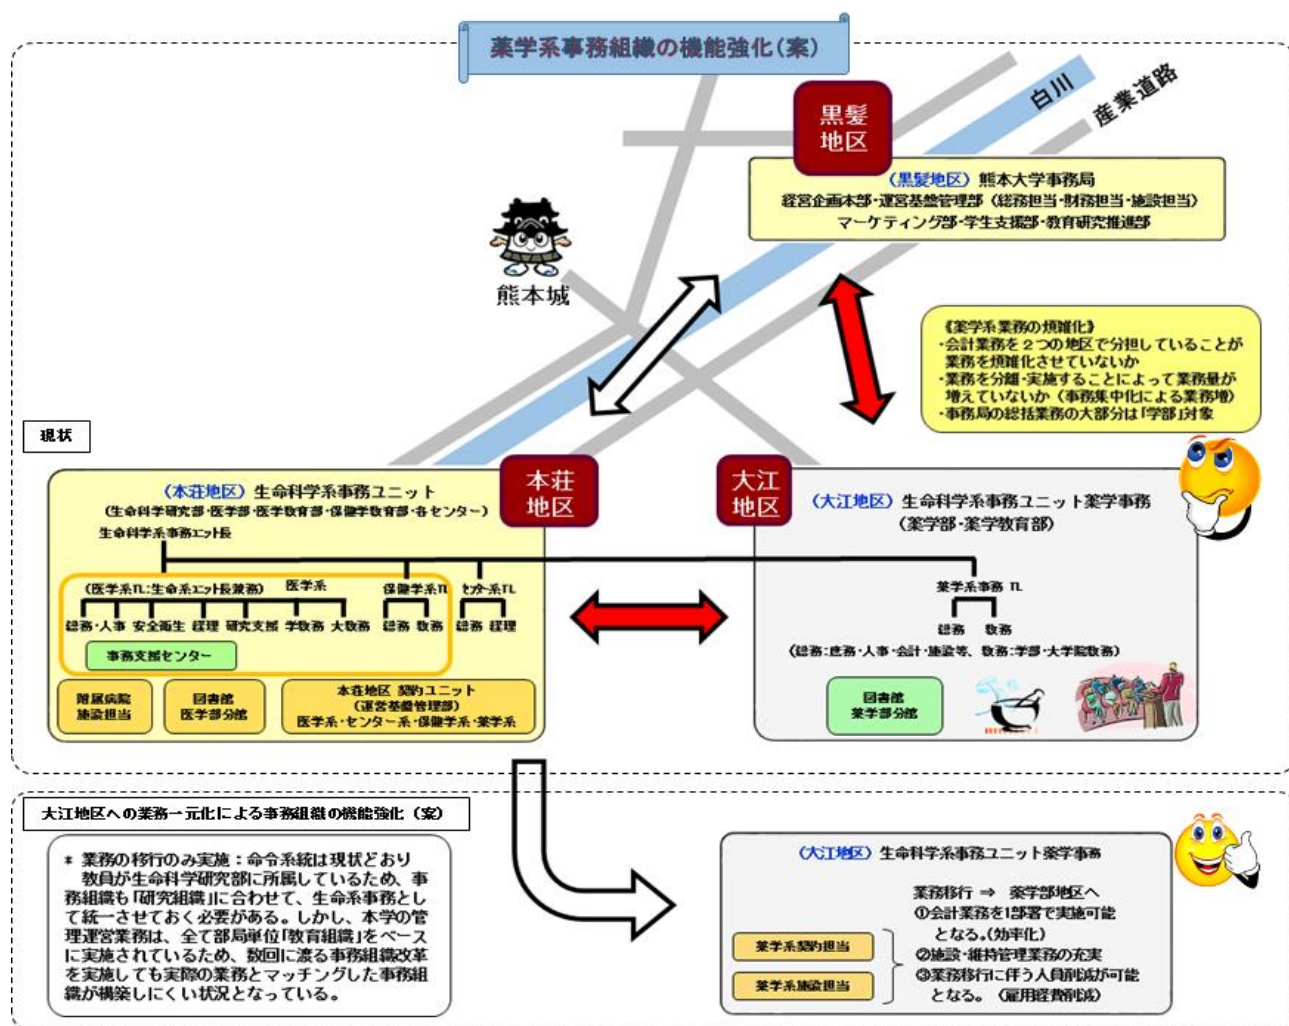 薬学系事務組織の機能強化(案)
白川
産業道路
黒髪
地区
(黒髪地区) 熊本大学事務局
経営企画本部・運営基盤管理部 (総務担当・財務担当・施設担当)
マーケティング部・学生支援部・教育研究推進部
熊本城
《薬学系業務の煩雑化》
・会計業務を2つの地区で分担していることが
業務を煩雑化させていないか
・業務を分離・実施することによって業務量が
増えていないか (事務集中化による業務増)
・事務局の総括業務の大部分は「学部」対象
現状
本荘
地区
大江
地区
(本荘地区) 生命科学系事務ユニット
(生命科学研究部・医学部・医学教育部・保健学教育部・各センター)
生命科学系事務ユニット長
(医学系TL:生命系ユニット長兼務) 医学系 保健学系TL センター系TL
総務・人事 安全衛生 経理 研究支援 学教務 大教務 総務 教務 総務 経理
事務支援センター
附属病院
施設担当
図書館
医学部分館
本荘地区 契約ユニット
(運営基盤管理部)
医学系・センター系・保健学系・薬学系
(大江地区) 生命科学系事務ユニット薬学事務
(薬学部・薬学教育部)
薬学系事務 TL
総務 教務
(総務:庶務・人事・会計・施設等、教務:学部・大学院教務)
図書館
薬学部分館
大江地区への業務一元化による事務組織の機能強化 (案)
* 業務の移行のみ実施:命令系統は現状どおり
教員が生命科学研究部に所属しているため、事
務組織も「研究組織」に合わせて、生命系事務とし
て統一させておく必要がある。しかし、本学の管
理運営業務は、全て部局単位「教育組織」をベース
に実施されているため、数回に渡る事務組織改革
を実施しても実際の業務とマッチングした事務組
織が構築しにくい状況となっている。
(大江地区) 生命科学系事務ユニット薬学事務
業務移行 ⇒ 薬学部地区へ
①会計業務を1部署で実施可能
となる。(効率化)
②施設・維持管理業務の充実
③業務移行に伴う人員削減が可能
となる。 (雇用経費削減)
薬学系契約担当
薬学系施設担当